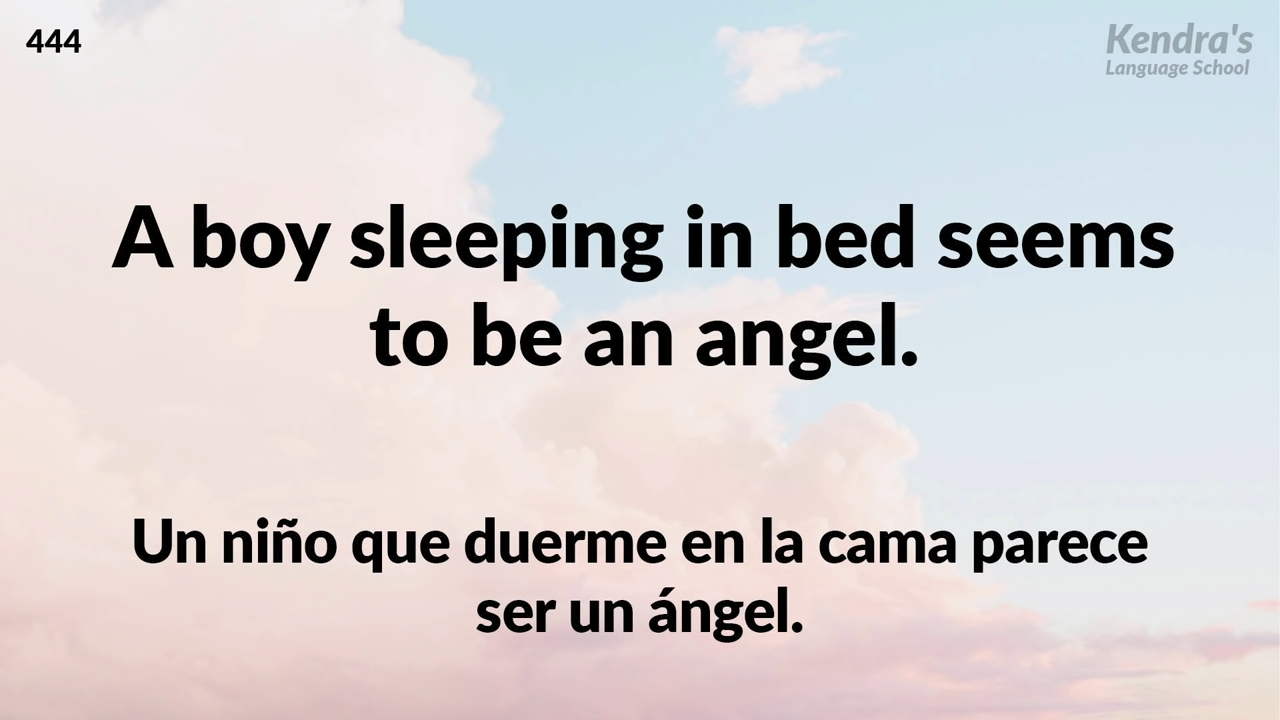 444
Kendra's
Language School
A boy sleeping in bed seems
to be an angel.
Un niño que duerme en la cama parece
ser un ángel.